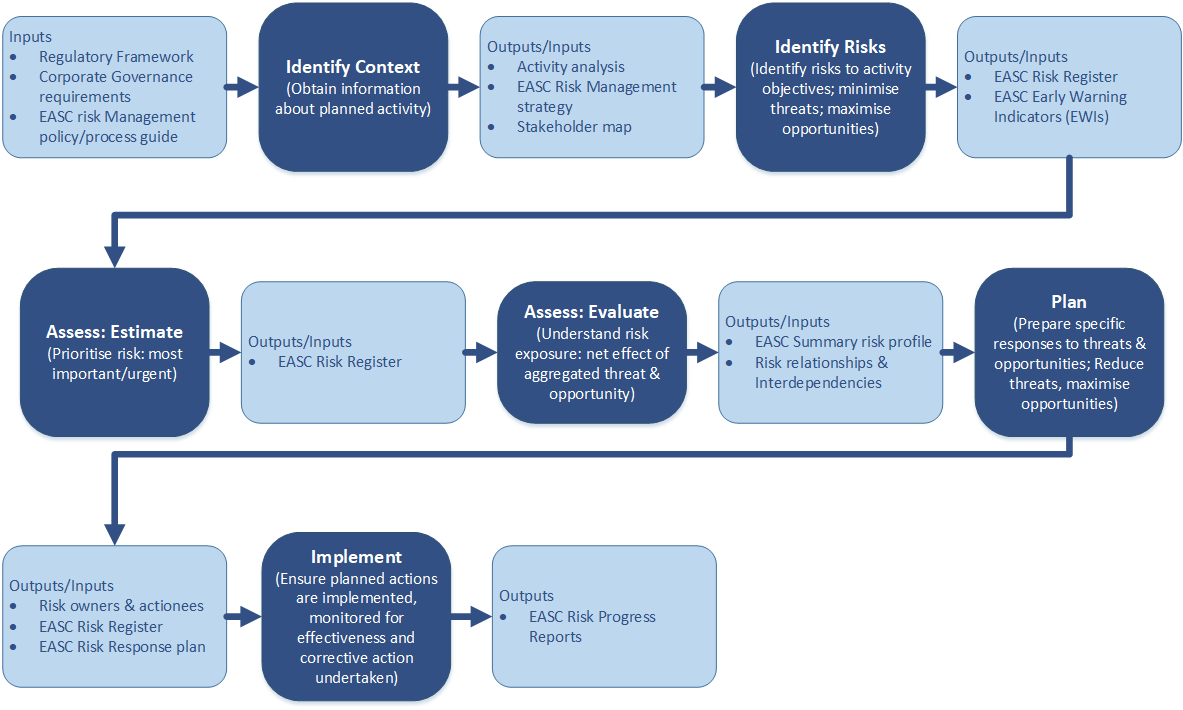 Inputs
• Regulatory Framework
• Corporate Governance
requirements
• EASC risk Management
policy/process guide
Identify Context
(Obtain information
about planned activity)
Outputs/Inputs
• Activity analysis
• EASC Risk Management
strategy
• Stakeholder map
Identify Risks
(Identify risks to activity
objectives; minimise
threats; maximise
opportunities)
Outputs/Inputs
• EASC Risk Register
• EASC Early Warning
Indicators (EWIs)
Assess: Estimate
(Prioritise risk: most
important/urgent)
Outputs/Inputs
• EASC Risk Register
Assess: Evaluate
(Understand risk
exposure: net effect of
aggregated threat &
opportunity)
Outputs/Inputs
• EASC Summary risk profile
• Risk relationships &
Interdependencies
Plan
(Prepare specific
responses to threats &
opportunities; Reduce
threats, maximise
opportunities)
Outputs/Inputs
• Risk owners & actionees
• EASC Risk Register
• EASC Risk Response plan
Implement
(Ensure planned actions
are implemented,
monitored for
effectiveness and
corrective action
undertaken)
Outputs
• EASC Risk Progress
Reports